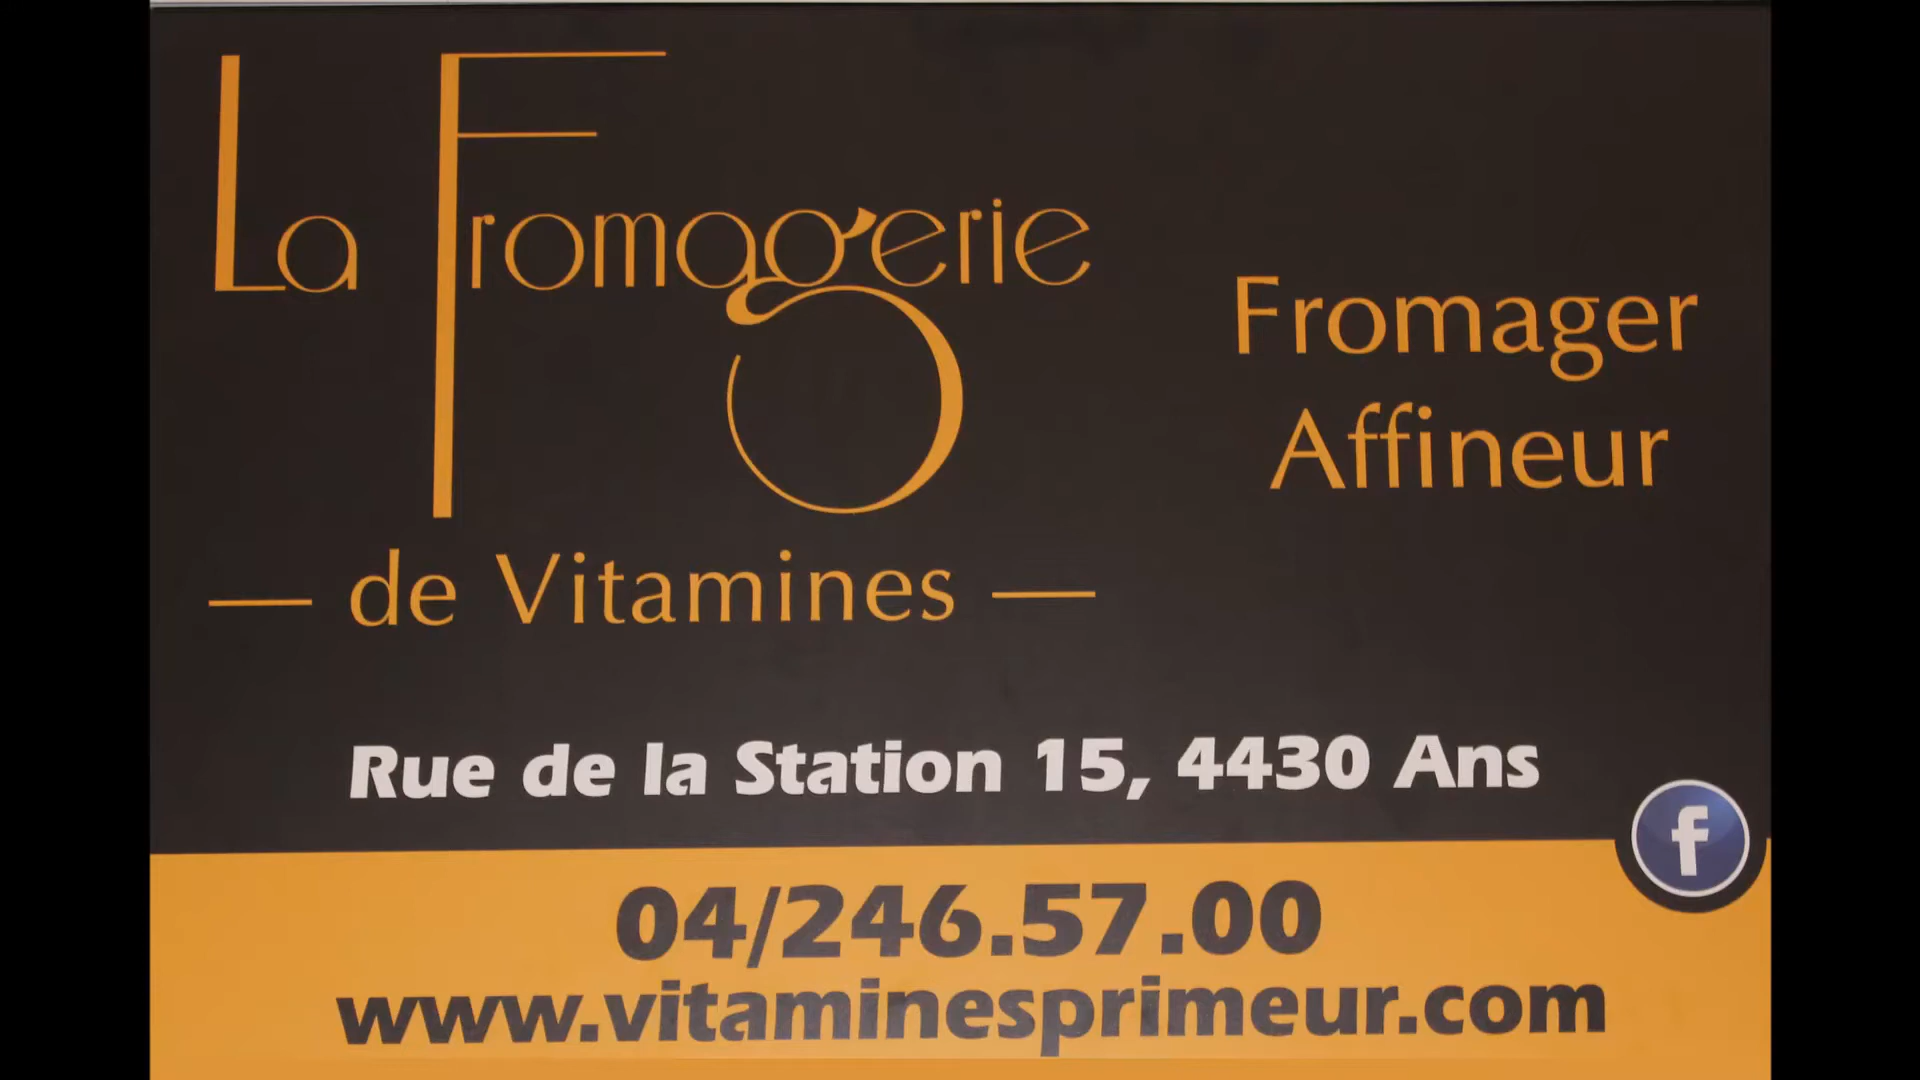 La Fromagerie
— de Vitamines —
Fromager
Affineur
Rue de la Station 15, 4430 Ans
f
04/246.57.00
www.vitaminesprimeur.com